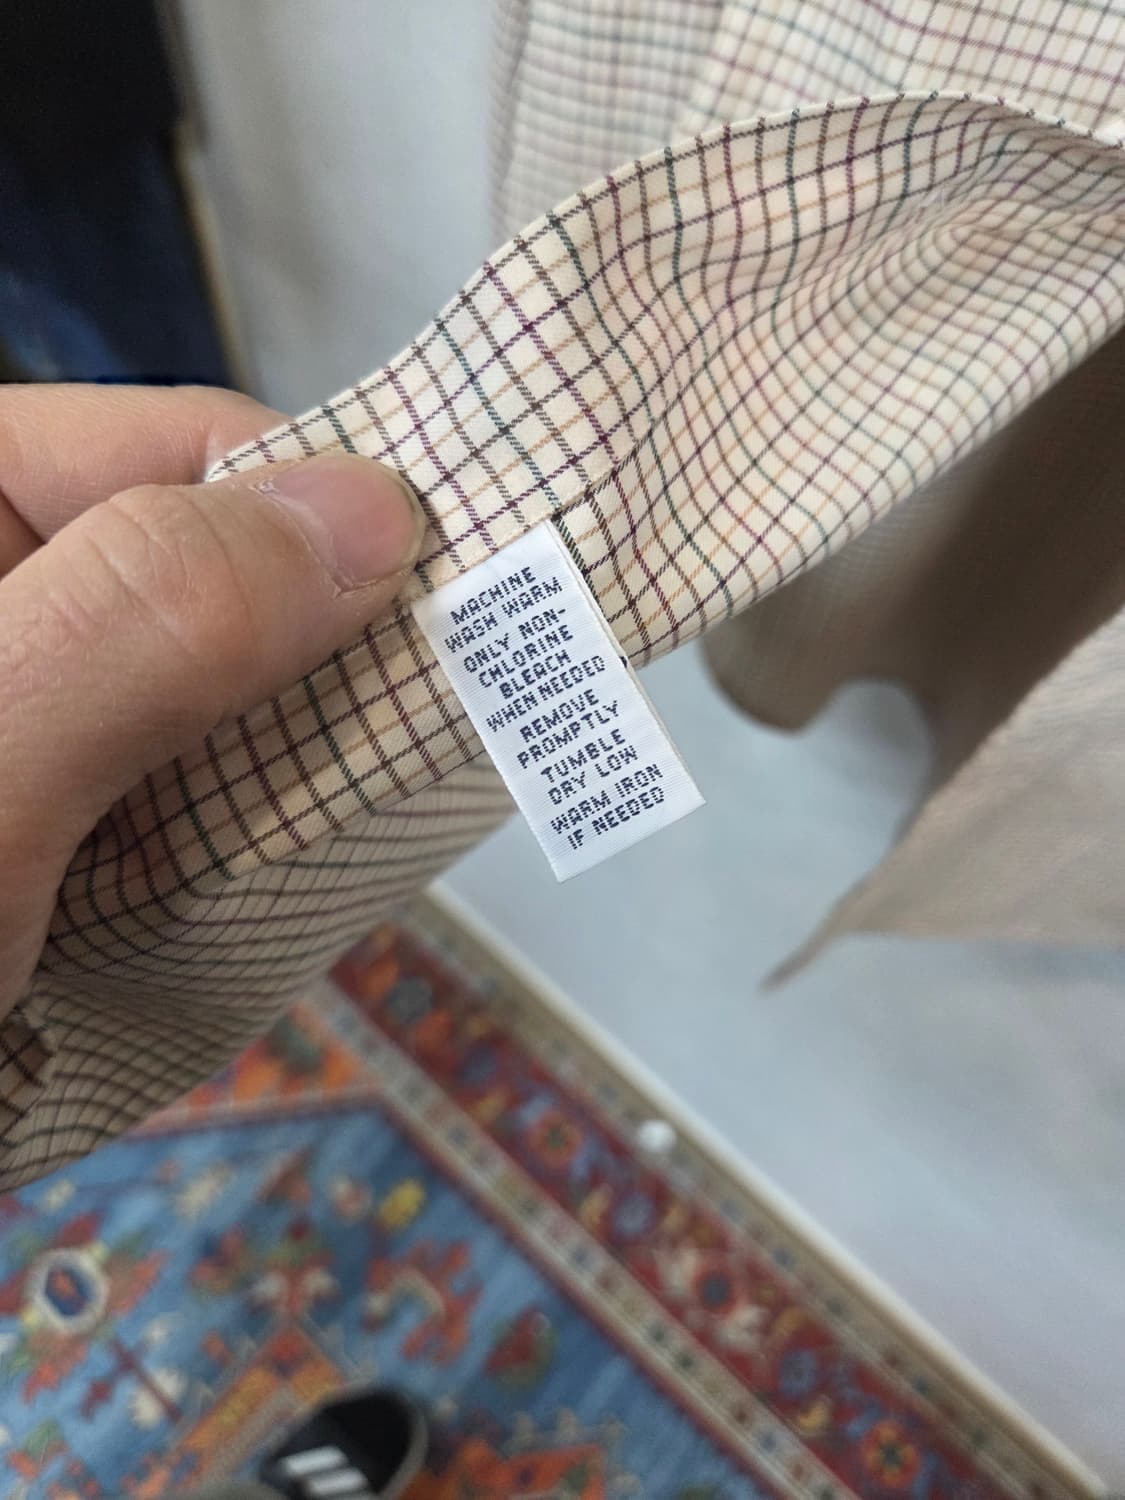 MACHINE
WASH WARM
ONLY NON-
CHLORINE
BLEACH
WHEN NEEDED
REMOVE
PROMPTLY
TUMBLE
DRY LOW
WARM IRON
IF NEEDED